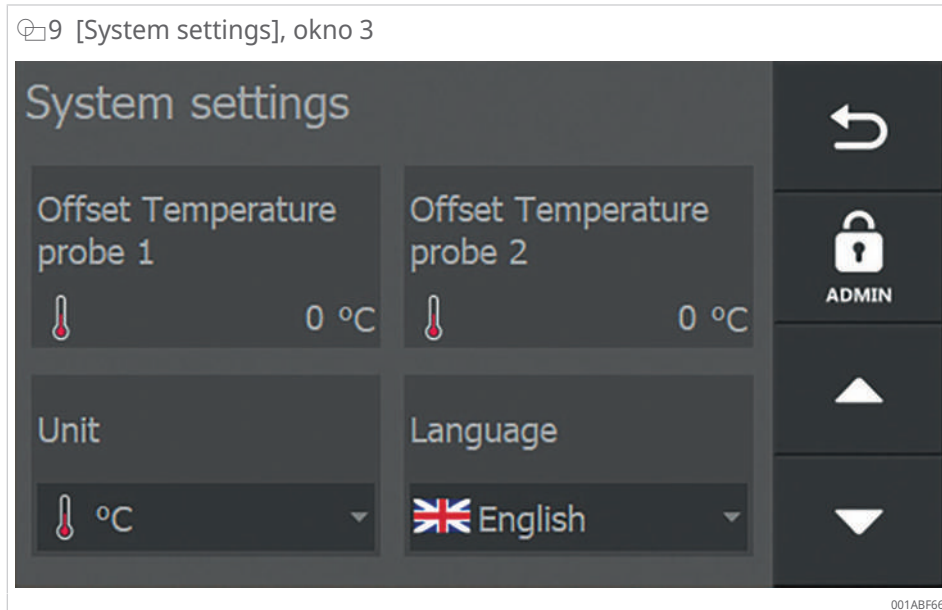 9 [System settings], okno 3
System settings
Offset Temperature
probe 1
0 °C
Offset Temperature
probe 2
0 °C
ADMIN
Unit
°C
Language
English
001ABF66